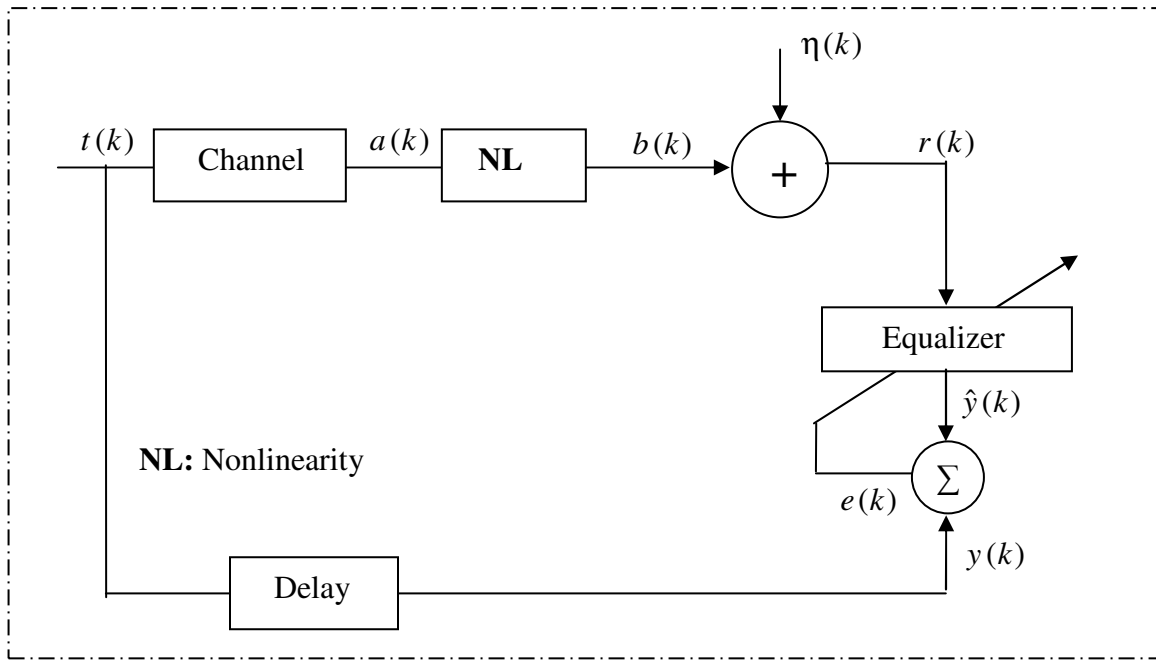 η(k)
t(k)
Channel
a(k)
NL
b(k)
+
r(k)
Equalizer
ŷ(k)
NL: Nonlinearity
∑
e(k)
y(k)
Delay